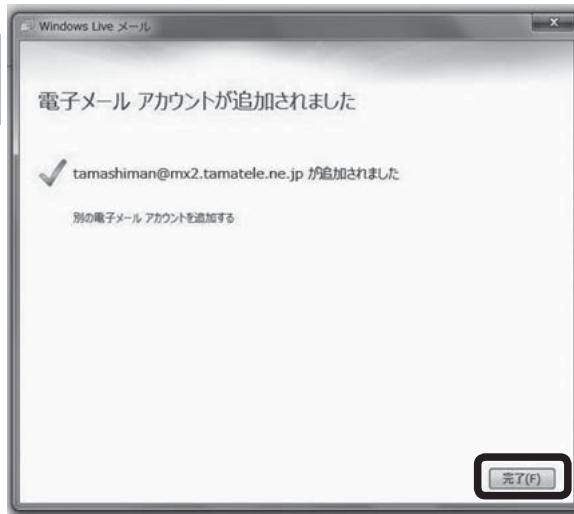 Windows Live メール
x
電子メール アカウントが追加されました
tamashiman@mx2.tamatele.ne.jp が追加されました
別の電子メール アカウントを追加する
完了(F)